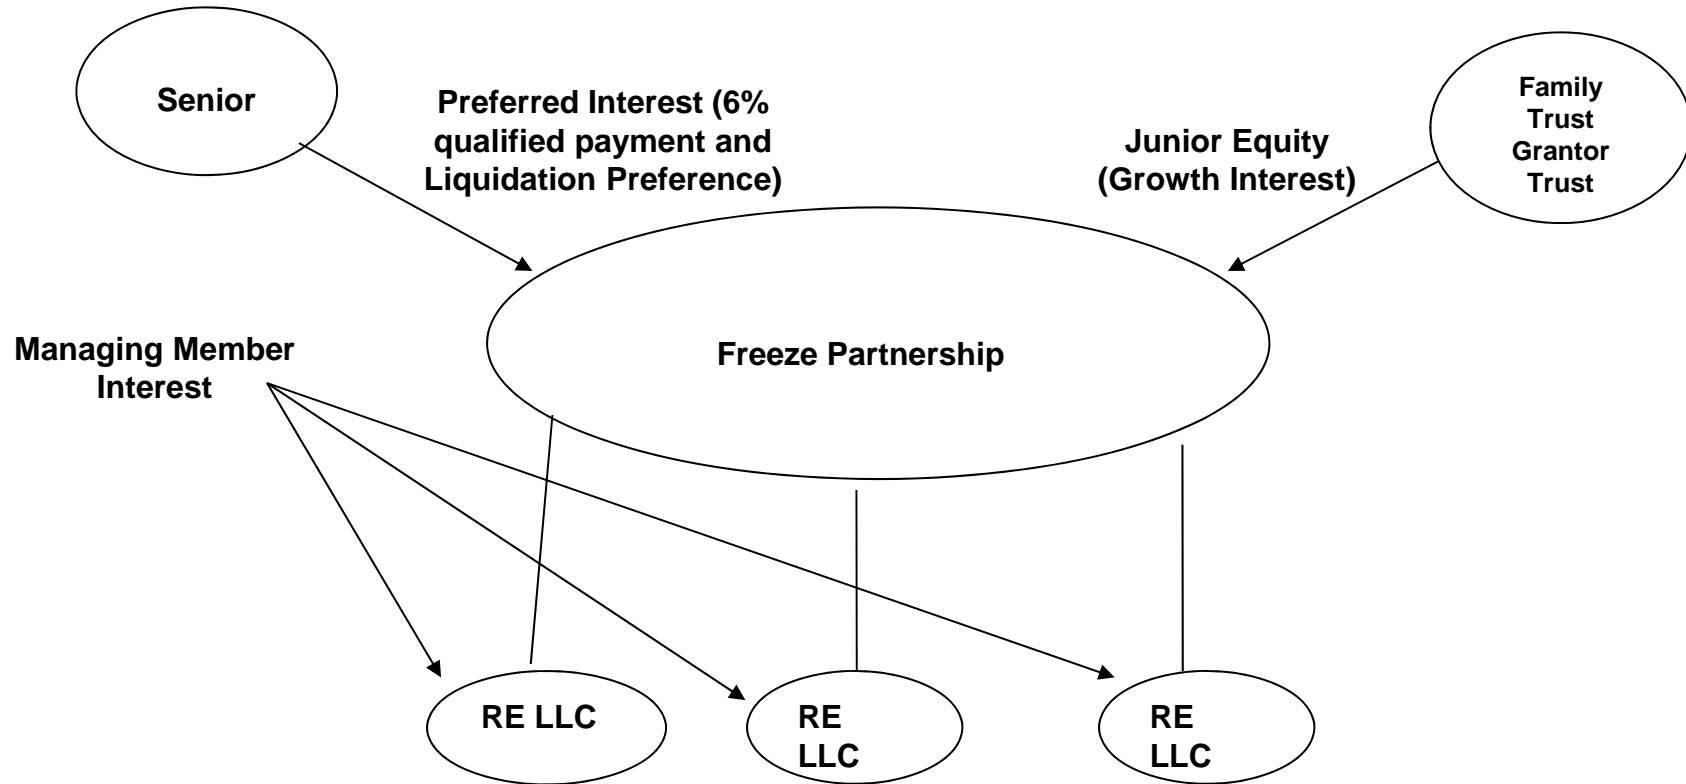 Senior
Preferred Interest (6%
qualified payment and
Liquidation Preference)
Junior Equity
(Growth Interest)
Family
Trust
Grantor
Trust
Managing Member
Interest
Freeze Partnership
RE LLC
RE
LLC
RE
LLC